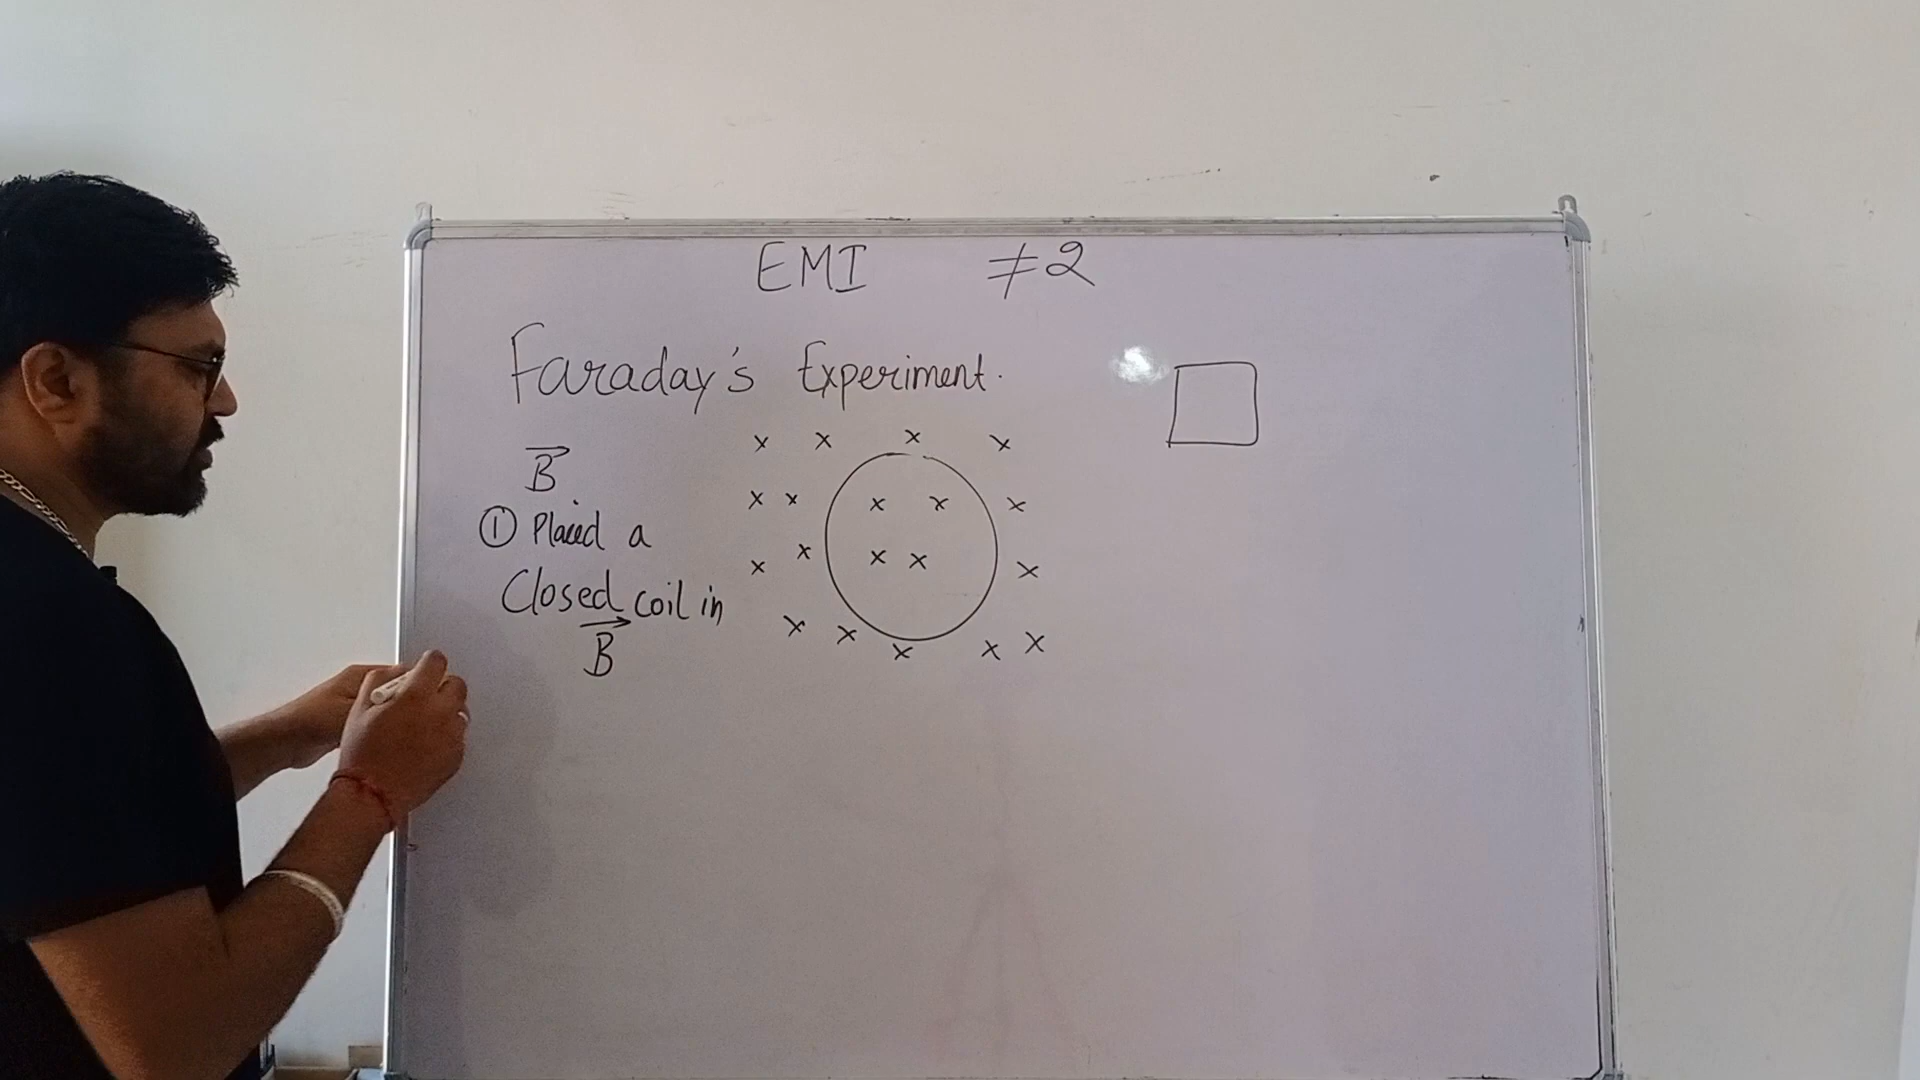 EMI #2
Faraday's Experiment.
x x x x
B
x x x x x
① Placed a
x x x x x
Closed coil in
x x x x x
B